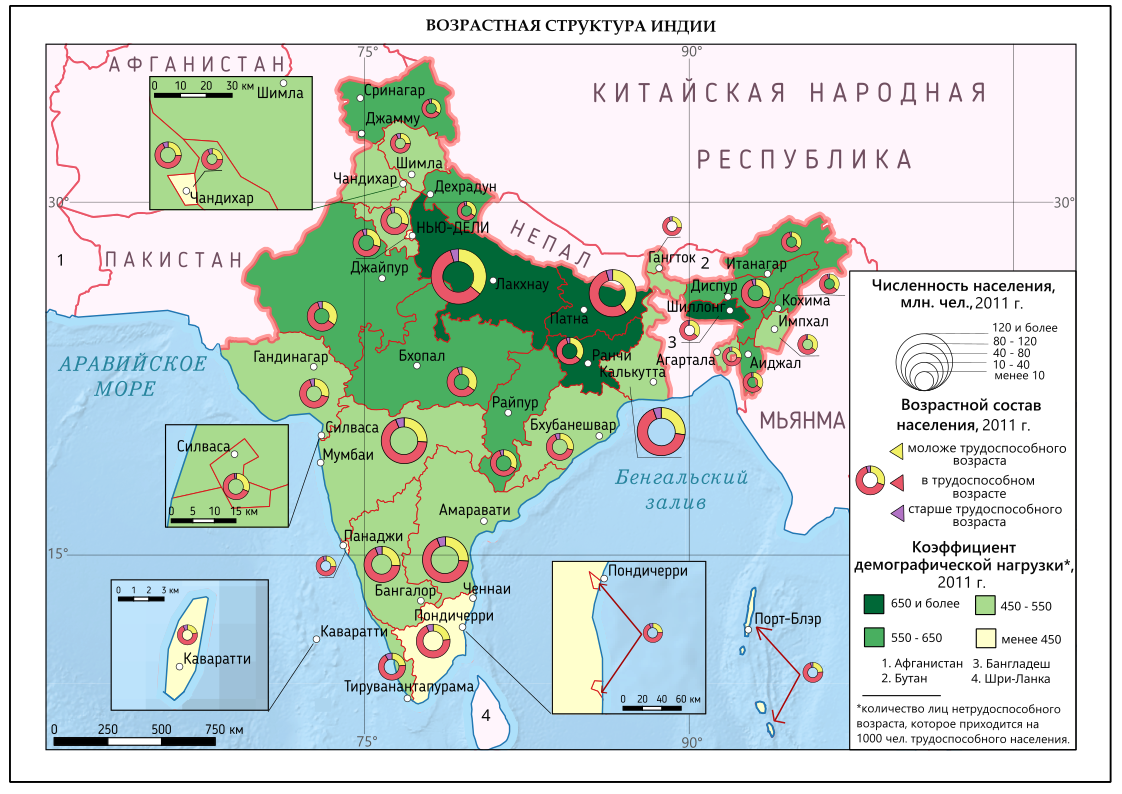 ВОЗРАСТНАЯ СТРУКТУРА ИНДИИ
75°
90°
АФГАНИСТАН
0 10 20 30 км
Шимла
Чандихар
Сринагар
Джамму
КИТАЙСКАЯ НАРОДНАЯ
РЕСПУБЛИКА
Шимла
Чандихар
Дехрадун
30°
30°
НЬЮ-ДЕЛИ
НЕПАЛ
1
ПАКИСТАН
Джайпур
Лакхнау
Гангток
2
Итанагар
Диспур
Шиллонг
Кохима
Импхал
Патна
3
Агартала
Аиджал
АРАВИЙСКОЕ
МОРЕ
Гандинагар
Бхопал
Ранчи
Калькутта
Райпур
МЬЯНМА
Силваса
Мумбаи
Бхубанешвар
Силваса
0 5 10 15 км
Бенгальский
залив
Амаравати
Панаджи
15°
Бангалор
Ченнаи
Пондичерри
0 1 2 3 км
Каваратти
Каваратти
Тируванантапурама
4
Пондичерри
0 20 40 60 км
Порт-Блэр
0 250 500 750 км
75°
90°
Численность населения,
млн. чел., 2011 г.
120 и более
80 - 120
40 - 80
10 - 40
менее 10
Возрастной состав
населения, 2011 г.
моложе трудоспособного
возраста
в трудоспособном
возрасте
старше трудоспособного
возраста
Коэффициент
демографической нагрузки*,
2011 г.
650 и более
450 - 550
550 - 650
менее 450
1. Афганистан
3. Бангладеш
2. Бутан
4. Шри-Ланка
*количество лиц нетрудоспособного
возраста, которое приходится на
1000 чел. трудоспособного населения.